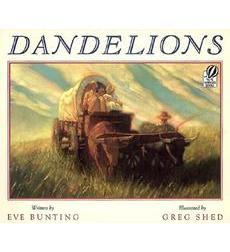 DANDELIONS
Written by
EVE BUNTING
Illustrated by
GREG SHED